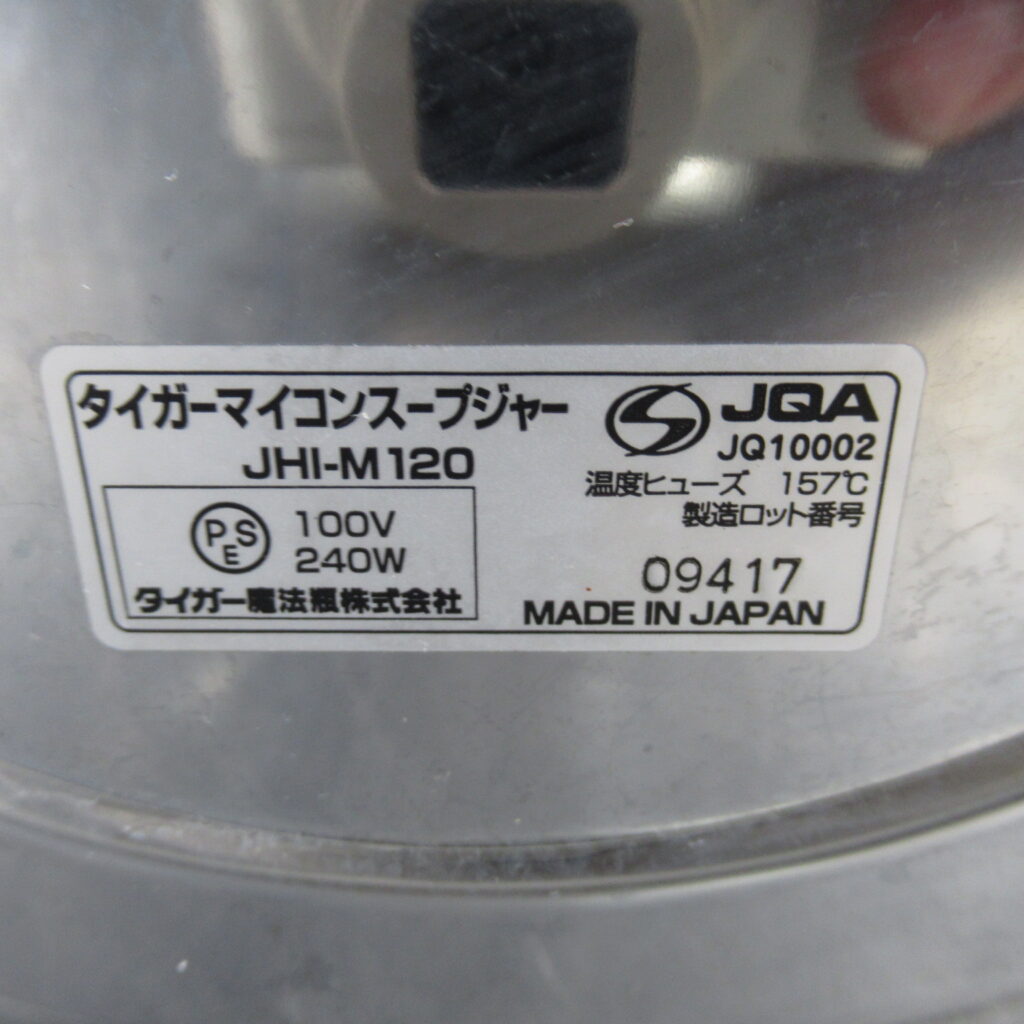 タイガーマイコンスープジャー
JHI-M120
PSE
100V
240W
タイガー魔法瓶株式会社
JQA
JQ10002
温度ヒューズ 157℃
製造ロット番号
09417
MADE IN JAPAN